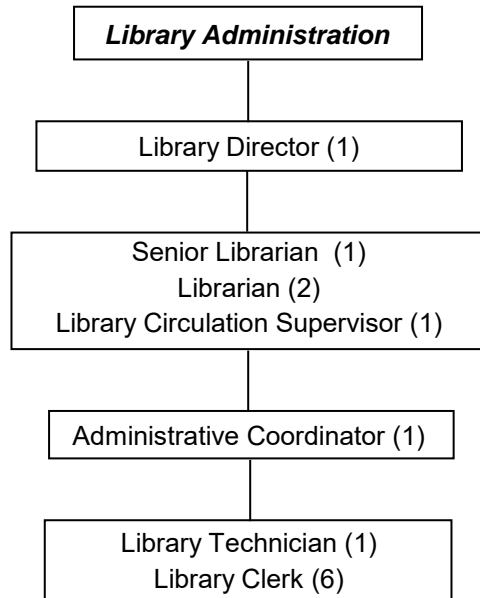 Library Administration
Library Director (1)
Senior Librarian (1)
Librarian (2)
Library Circulation Supervisor (1)
Administrative Coordinator (1)
Library Technician (1)
Library Clerk (6)